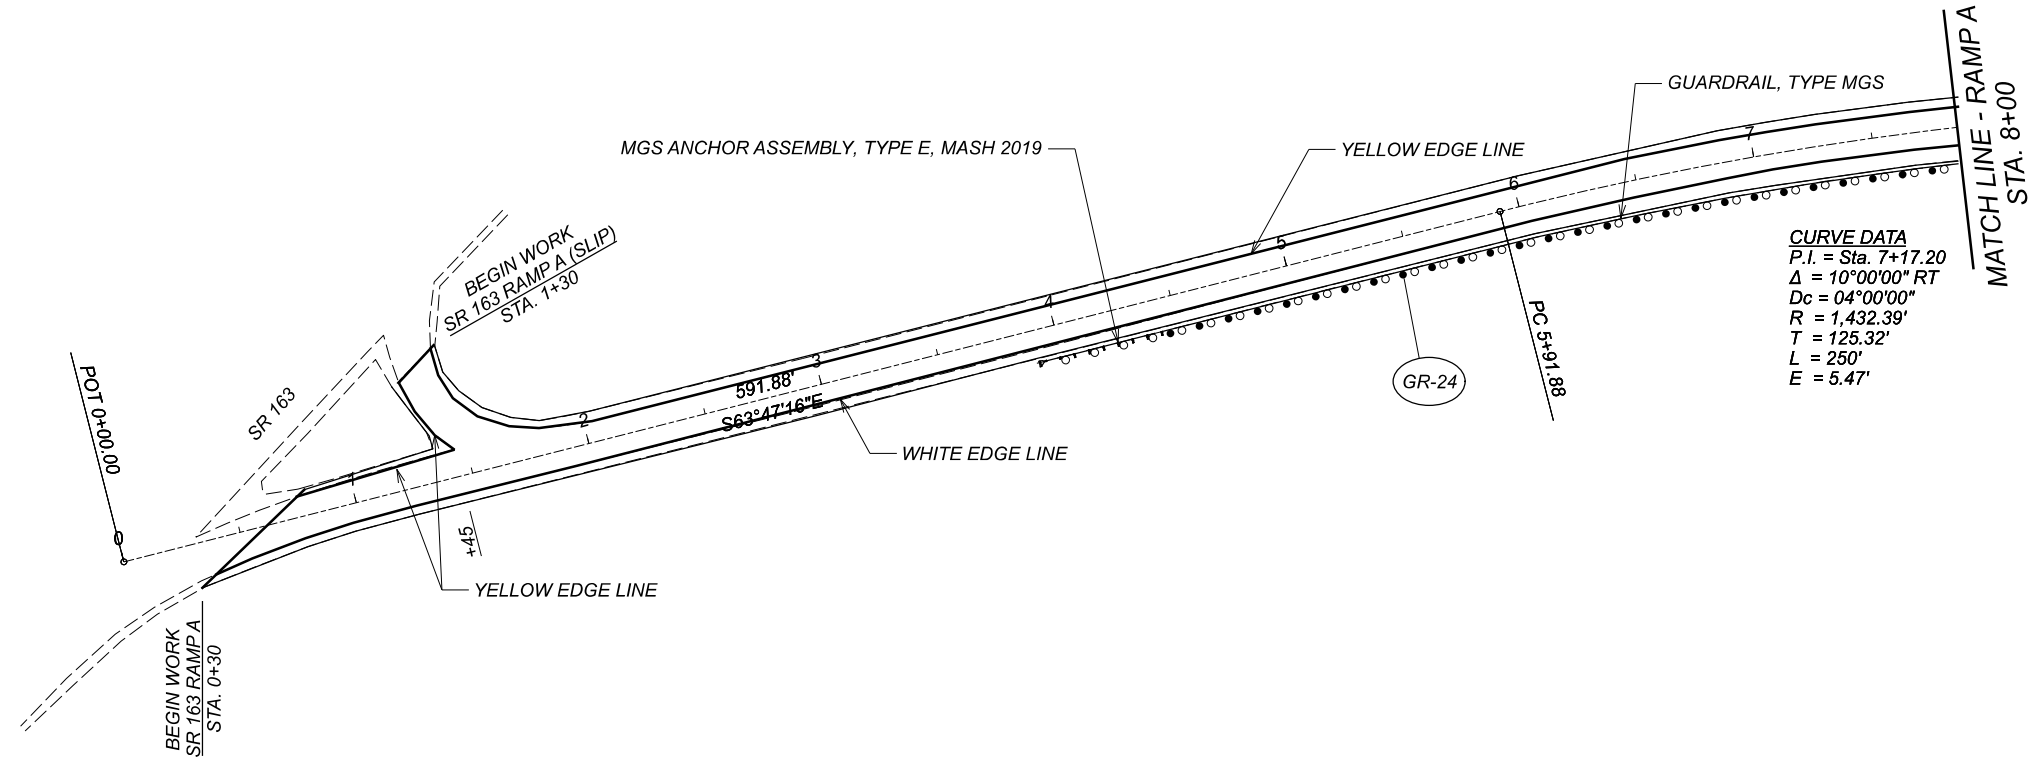 MATCH LINE - RAMP A
STA. 8+00
GUARDRAIL, TYPE MGS
MGS ANCHOR ASSEMBLY, TYPE E, MASH 2019
YELLOW EDGE LINE
7
6
5
4
3
2
1
0
BEGIN WORK
SR 163 RAMP A (SLIP)
STA. 1+30
CURVE DATA
P.I. = Sta. 7+17.20
Δ = 10°00'00" RT
Dc = 04°00'00"
R = 1,432.39'
T = 125.32'
L = 250'
E = 5.47'
PC 5+91.88
GR-24
591.88'
S63°47'16"E
SR 163
POT 0+00.00
WHITE EDGE LINE
+45
YELLOW EDGE LINE
BEGIN WORK
SR 163 RAMP A
STA. 0+30